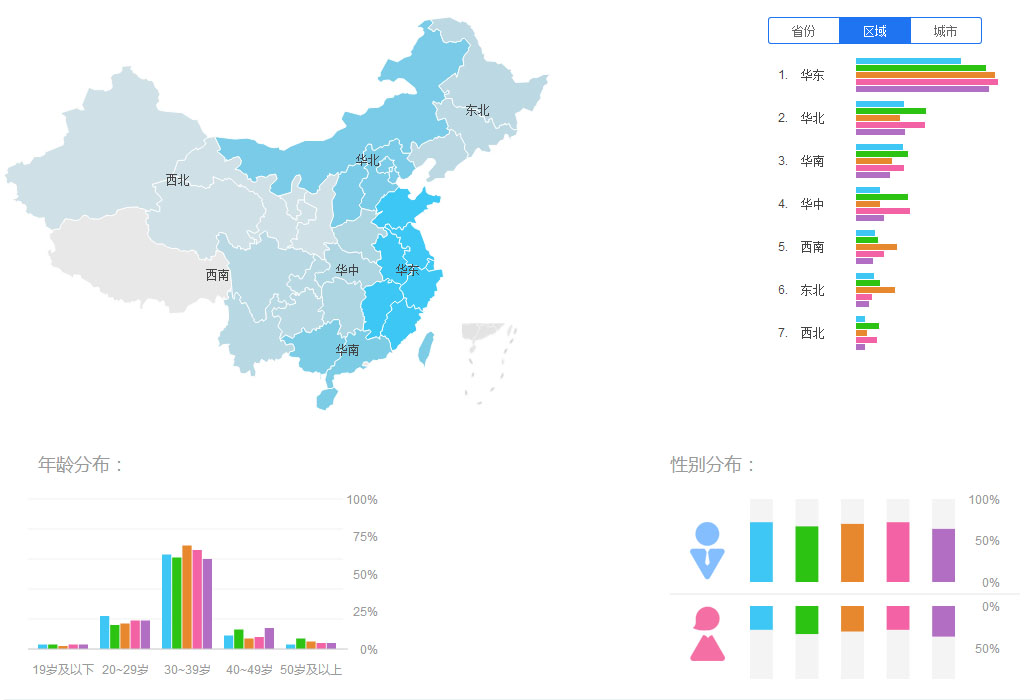 省份 区域 城市
1. 华东
2. 华北
3. 华南
4. 华中
5. 西南
6. 东北
7. 西北
东北
华北
西北
西南
华中
华东
华南
年龄分布：
100%
75%
50%
25%
0%
19岁及以下 20~29岁 30~39岁 40~49岁 50岁及以上
性别分布：
100%
50%
0%
0%
50%